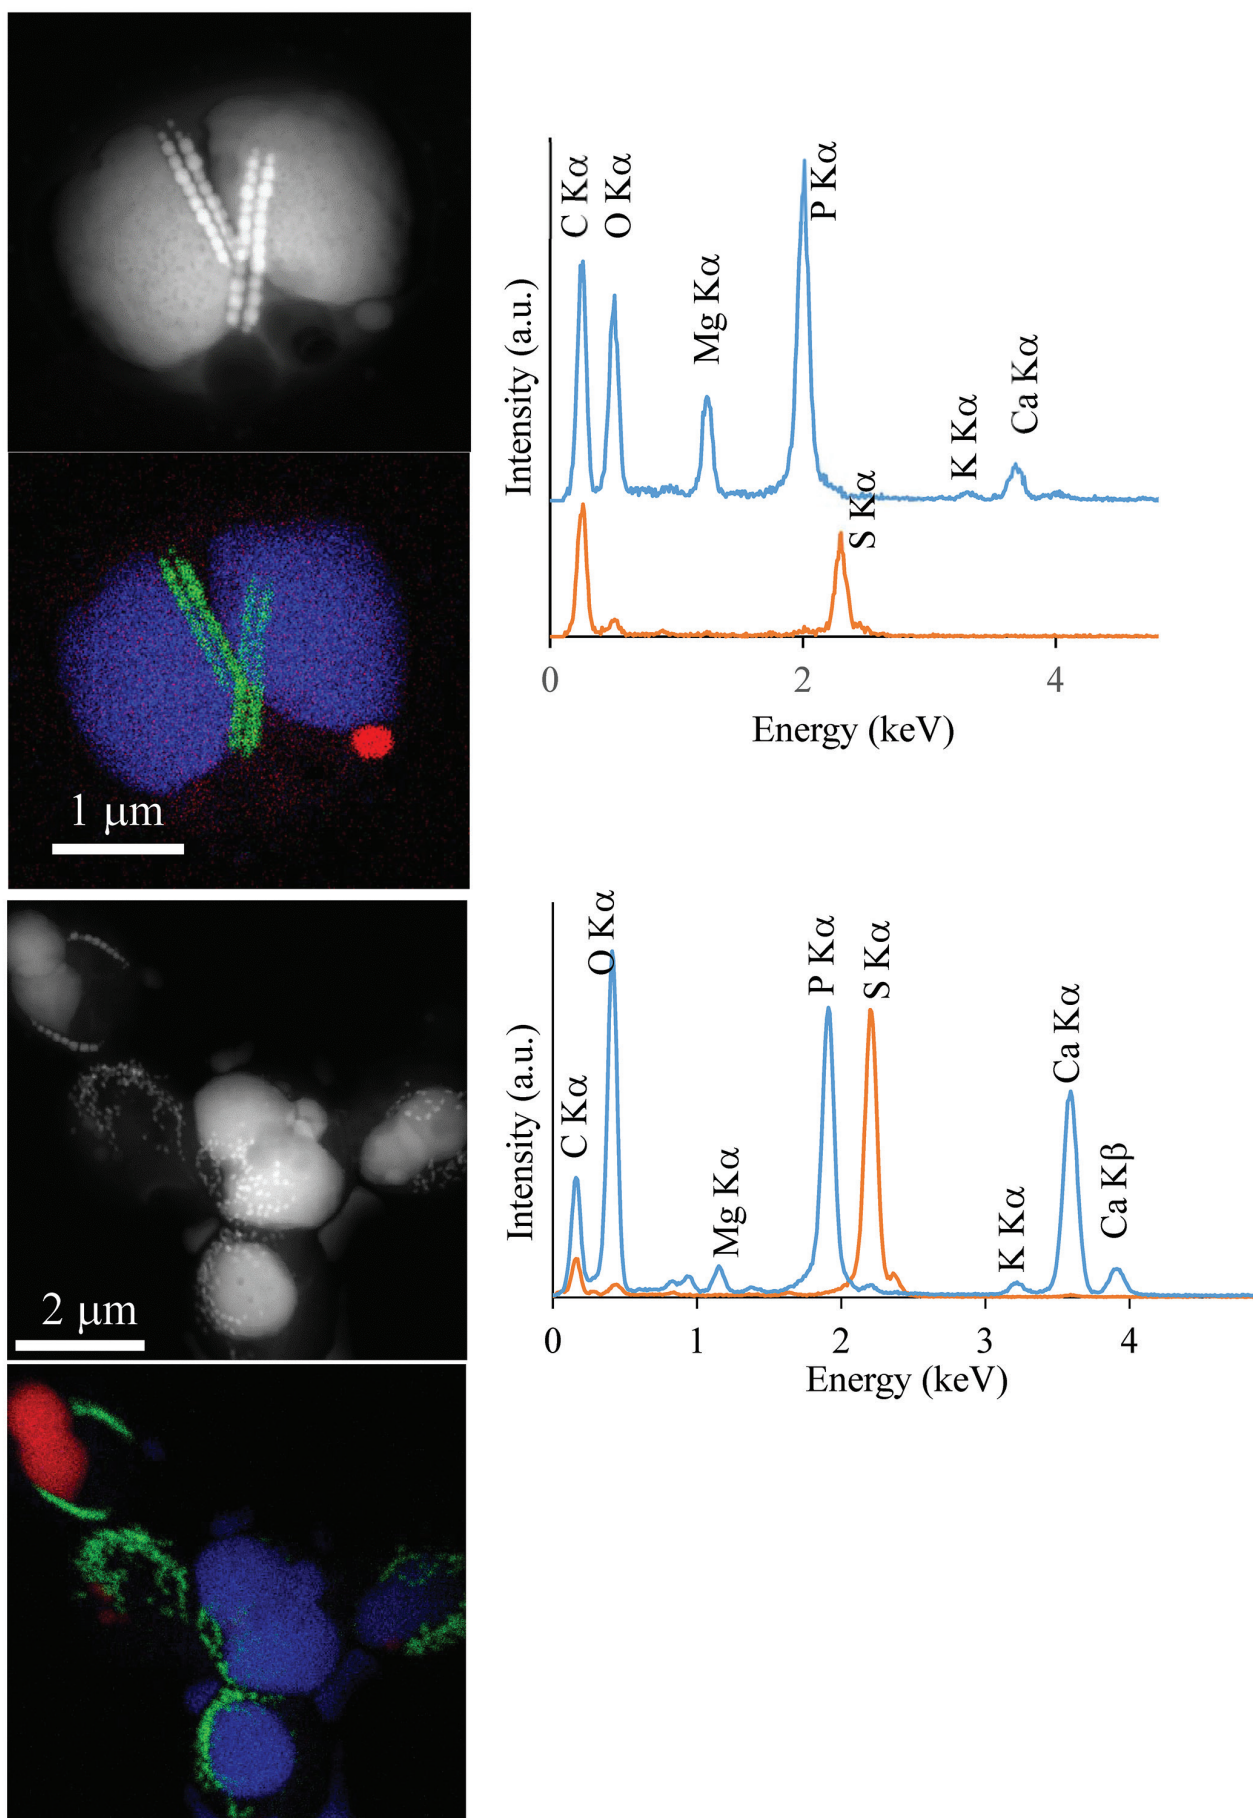 C Kα
O Kα
Mg Kα
P Kα
S Kα
K Kα
Ca Kα
Intensity (a.u.)
0 2 4
Energy (keV)
1 μm
C Kα
O Kα
Mg Kα
P Kα
S Kα
K Kα
Ca Kα
Ca Kβ
Intensity (a.u.)
0 1 2 3 4
Energy (keV)
2 μm